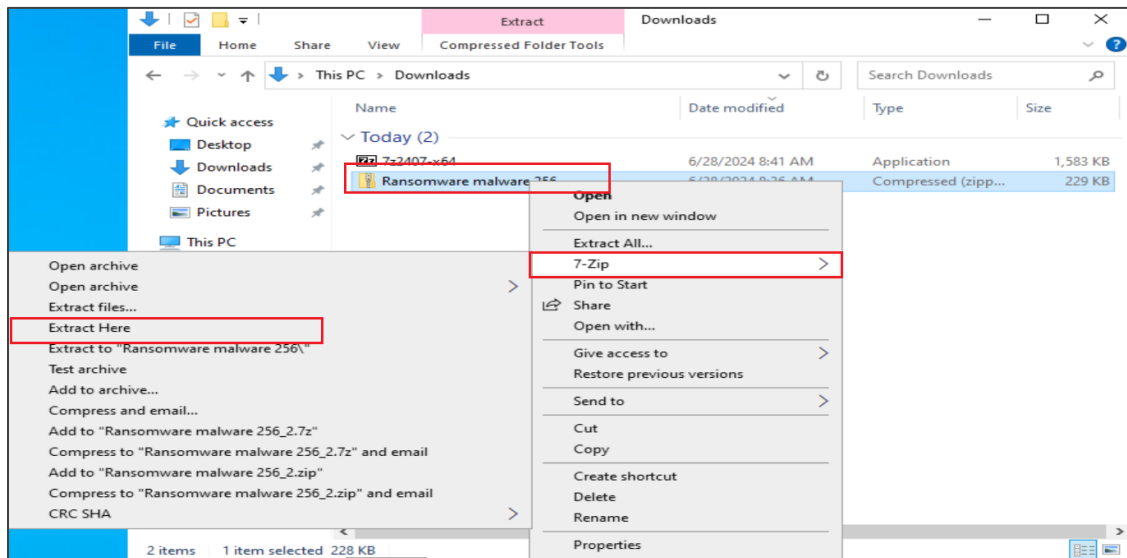 Extract
Downloads
File
Home
Share
View
Compressed Folder Tools
This PC > Downloads
Search Downloads
Name
Date modified
Type
Size
Quick access
Today (2)
Desktop
7z2407-x64
6/28/2024 8:41 AM
Application
1,583 KB
Downloads
Ransomware malware 256
6/28/2024 8:36 AM
Compressed (zipp...
229 KB
Documents
Pictures
This PC
Open
Open in new window
Extract All...
7-Zip
Pin to Start
Share
Open with...
Give access to
Restore previous versions
Send to
Cut
Copy
Create shortcut
Delete
Rename
Properties
Open archive
Open archive
Extract files...
Extract Here
Extract to "Ransomware malware 256\"
Test archive
Add to archive...
Compress and email...
Add to "Ransomware malware 256_2.7z"
Compress to "Ransomware malware 256_2.7z" and email
Add to "Ransomware malware 256_2.zip"
Compress to "Ransomware malware 256_2.zip" and email
CRC SHA
2 items
1 item selected 228 KB